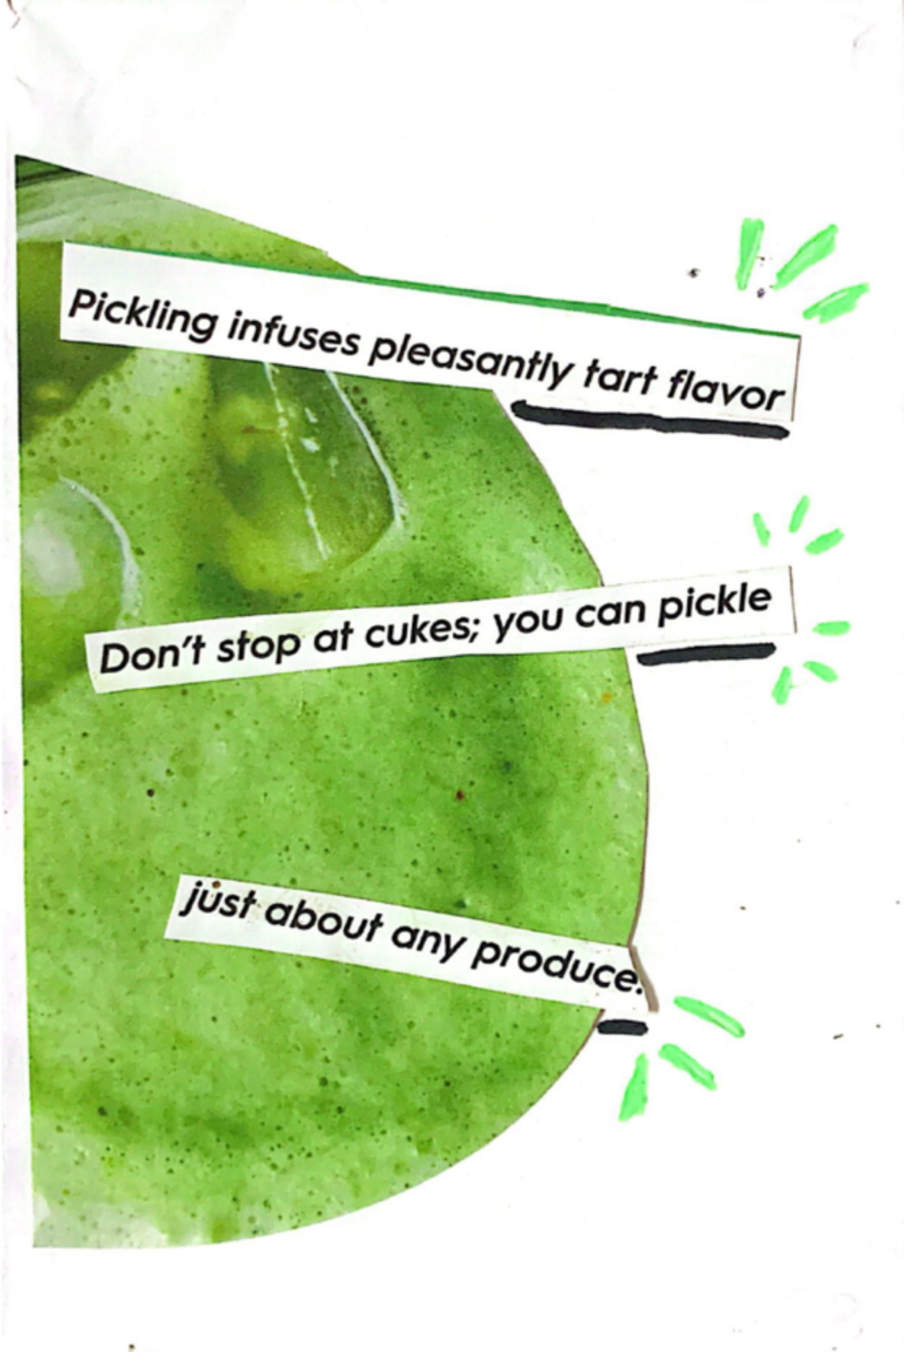 Pickling infuses pleasantly tart flavor
Don't stop at cukes; you can pickle
just about any produce.